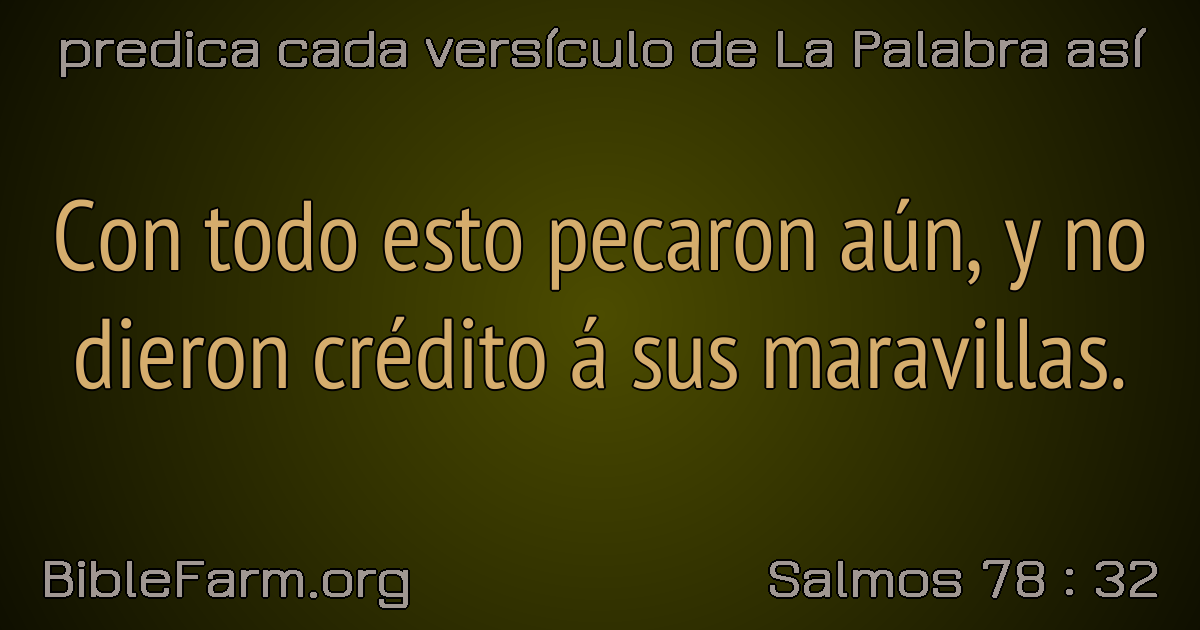 predica cada versículo de La Palabra así
Con todo esto pecaron aún, y no
dieron crédito á sus maravillas.
BibleFarm.org
Salmos 78 : 32